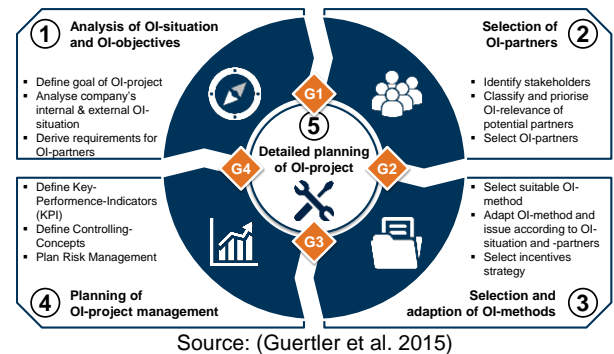 1
Analysis of OI-situation
and OI-objectives
▪ Define goal of OI-project
▪ Analyse company's
internal & external OI-
situation
▪ Derive requirements for
OI-partners
Selection of
OI-partners
2
▪ Identify stakeholders
▪ Classify and priorise
OI-relevance of
potential partners
▪ Select OI-partners
G1
5
Detailed planning
of OI-project
G4
G2
G3
▪ Define Key-
Performence-Indicators
(KPI)
▪ Define Controlling-
Concepts
▪ Plan Risk Management
4
Planning of
OI-project management
▪ Select suitable OI-
method
▪ Adapt OI-method and
issue according to OI-
situation and -partners
▪ Select incentives
strategy
Selection and
adaption of OI-methods
3
Source: (Guertler et al. 2015)